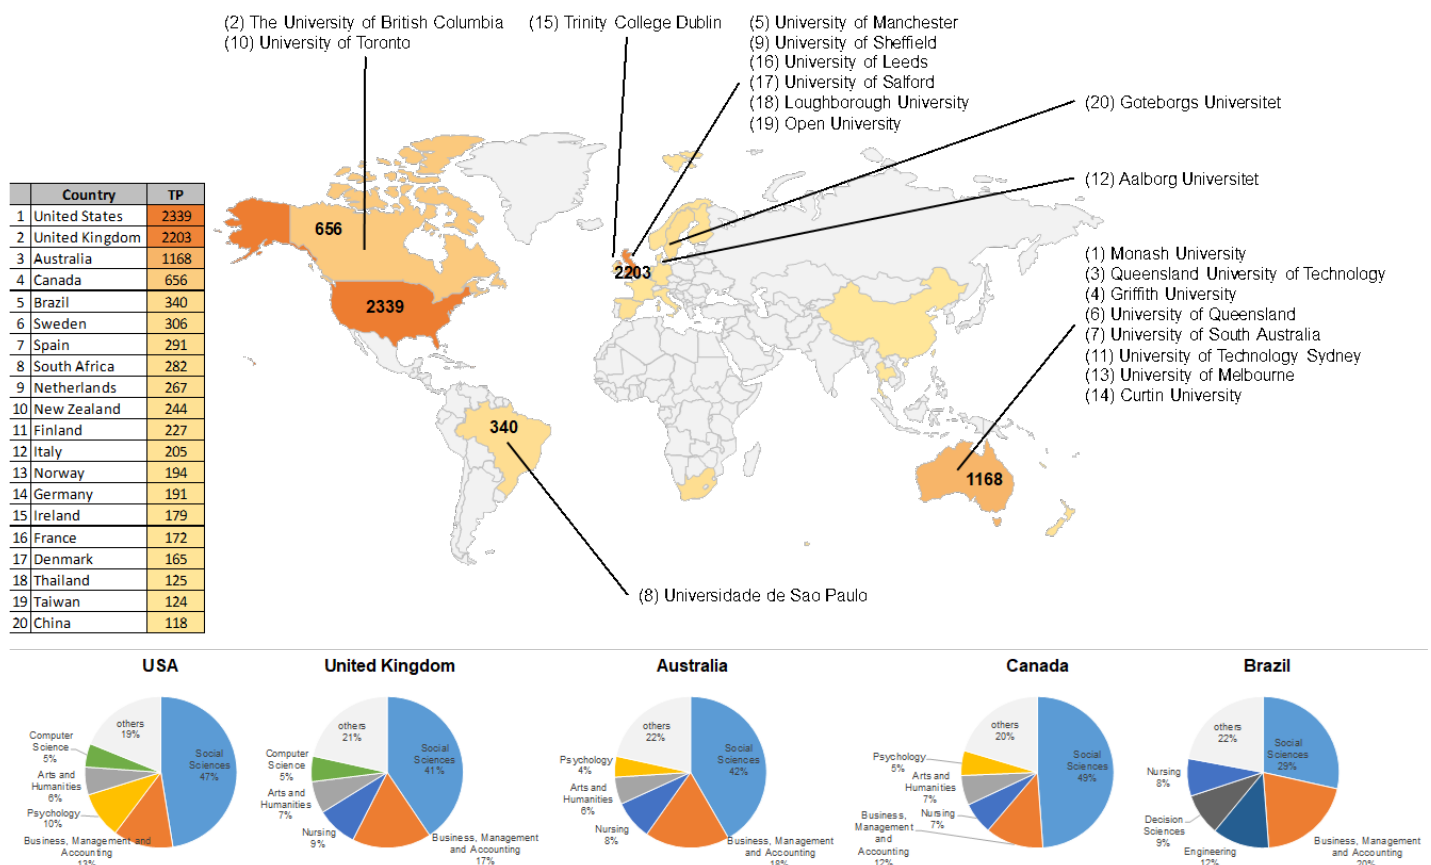 (2) The University of British Columbia
(10) University of Toronto
(15) Trinity College Dublin
(5) University of Manchester
(9) University of Sheffield
(16) University of Leeds
(17) University of Salford
(18) Loughborough University
(19) Open University
(20) Goteborgs Universitet
(12) Aalborg Universitet
(1) Monash University
(3) Queensland University of Technology
(4) Griffith University
(6) University of Queensland
(7) University of South Australia
(11) University of Technology Sydney
(13) University of Melbourne
(14) Curtin University
(8) Universidade de Sao Paulo
656
2339
2203
340
1168
Country TP
1 United States 2339
2 United Kingdom 2203
3 Australia 1168
4 Canada 656
5 Brazil 340
6 Sweden 306
7 Spain 291
8 South Africa 282
9 Netherlands 267
10 New Zealand 244
11 Finland 227
12 Italy 205
13 Norway 194
14 Germany 191
15 Ireland 179
16 France 172
17 Denmark 165
18 Thailand 125
19 Taiwan 124
20 China 118
USA
others
19%
Social
Sciences
47%
Computer
Science
5%
Arts and
Humanities
6%
Psychology
10%
Business, Management and
Accounting
13%
United Kingdom
others
21%
Social
Sciences
41%
Computer
Science
5%
Arts and
Humanities
7%
Nursing
9%
Business, Management
and Accounting
17%
Australia
others
22%
Social
Sciences
42%
Psychology
4%
Arts and
Humanities
6%
Nursing
8%
Business, Management
and Accounting
18%
Canada
others
20%
Social
Sciences
49%
Psychology
5%
Arts and
Humanities
7%
Nursing
7%
Business,
Management
and
Accounting
12%
Brazil
others
22%
Social
Sciences
29%
Nursing
8%
Decision
Sciences
9%
Engineering
12%
Business, Management
and Accounting
20%